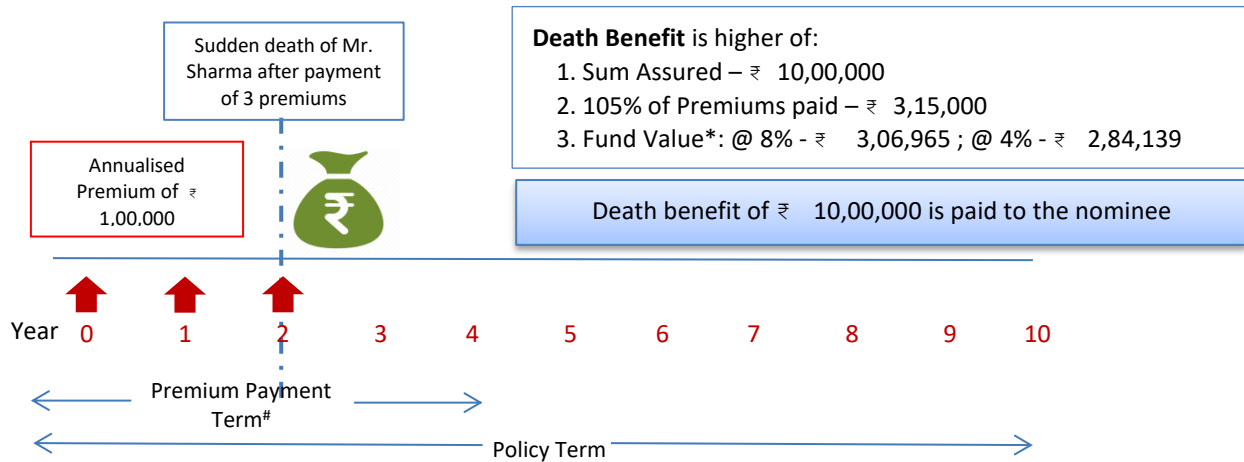 Sudden death of Mr.
Sharma after payment
of 3 premiums
Death Benefit is higher of:
1. Sum Assured – ₹ 10,00,000
2. 105% of Premiums paid – ₹ 3,15,000
3. Fund Value*: @ 8% - ₹ 3,06,965 ; @ 4% - ₹ 2,84,139
Annualised
Premium of ₹
1,00,000
₹
Death benefit of ₹ 10,00,000 is paid to the nominee
Year 0 1 2 3 4 5 6 7 8 9 10
Premium Payment
Term#
Policy Term